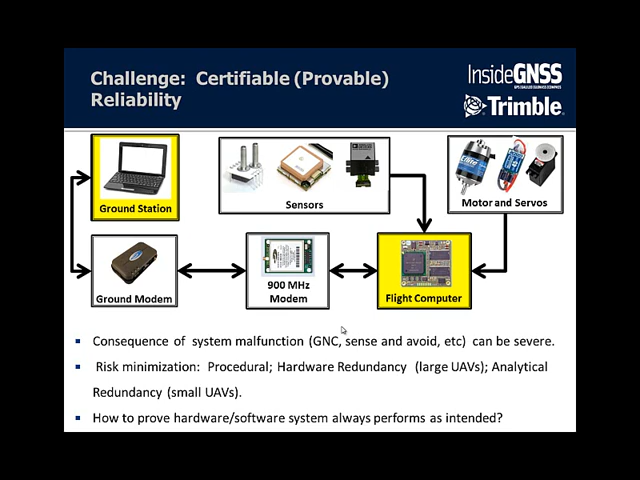 Challenge: Certifiable (Provable)
Reliability
InsideGNSS
Trimble
Ground Station
Sensors
Motor and Servos
Ground Modem
900 MHz
Modem
Flight Computer
Consequence of system malfunction (GNC, sense and avoid, etc) can be severe.
Risk minimization: Procedural; Hardware Redundancy (large UAVs); Analytical
Redundancy (small UAVs).
How to prove hardware/software system always performs as intended?